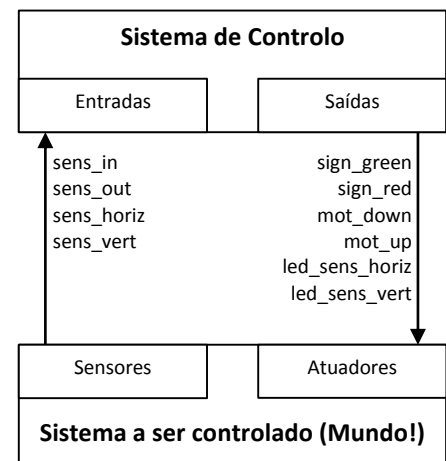 Sistema de Controlo
Entradas
Saídas
sens_in
sens_out
sens_horiz
sens_vert
sign_green
sign_red
mot_down
mot_up
led_sens_horiz
led_sens_vert
Sensores
Atuadores
Sistema a ser controlado (Mundo!)